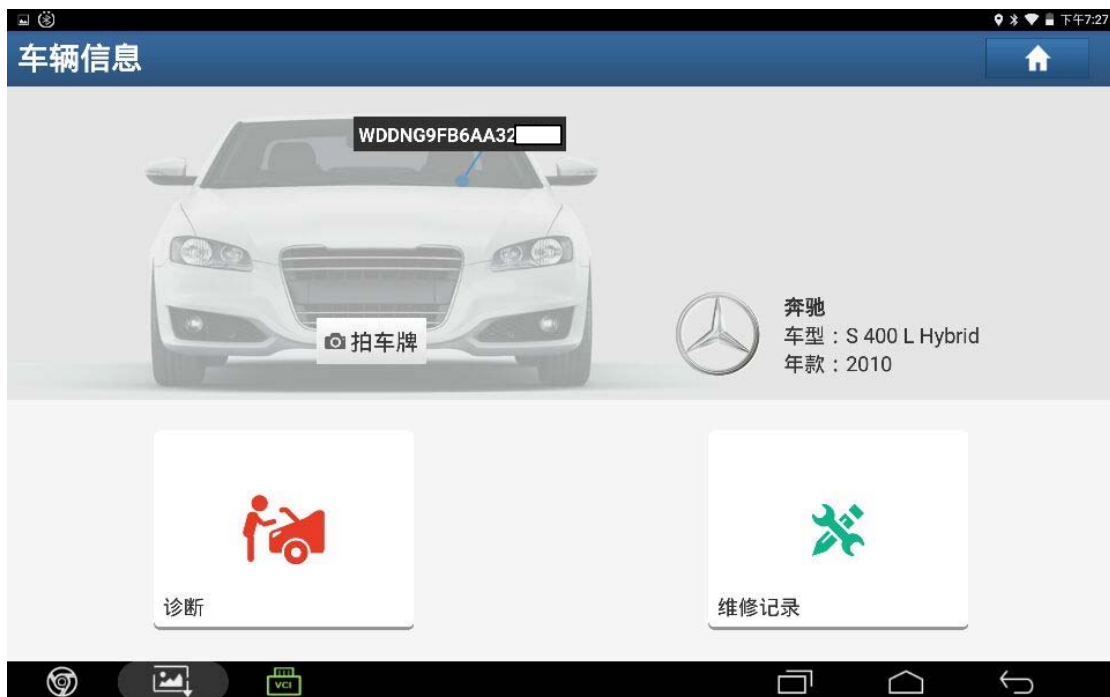 下午7:27
车辆信息
WDDNG9FB6AA32
拍车牌
奔驰
车型：S 400 L Hybrid
年款：2010
诊断
维修记录
VCI